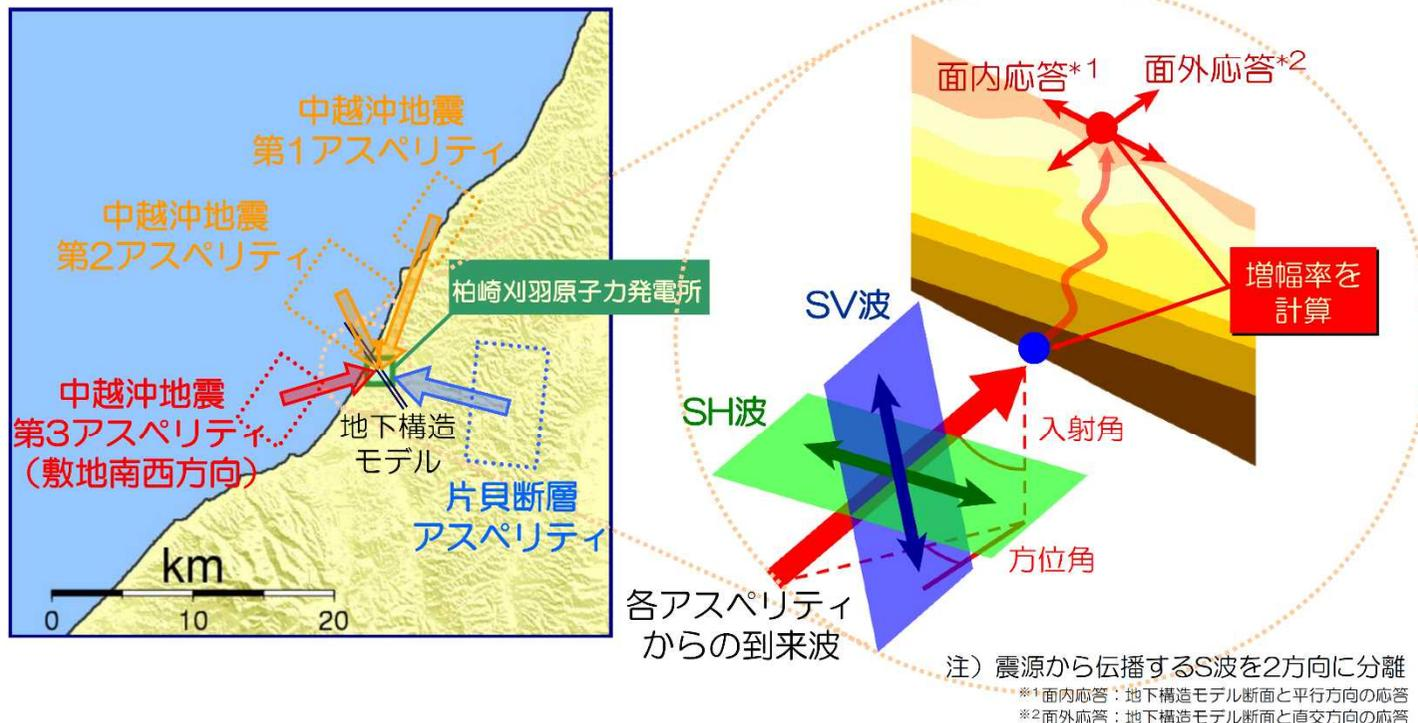 中越沖地震
第1アスペリティ
中越沖地震
第2アスペリティ
柏崎刈羽原子力発電所
中越沖地震
第3アスペリティ
(敷地南西方向)
地下構造
モデル
片貝断層
アスペリティ
km
0 10 20
面内応答*1
面外応答*2
増幅率を
計算
SV波
SH波
入射角
方位角
各アスペリティ
からの到来波
注)震源から伝播するS波を2方向に分離
※1面内応答:地下構造モデル断面と平行方向の応答
※2面外応答:地下構造モデル断面と直交方向の応答